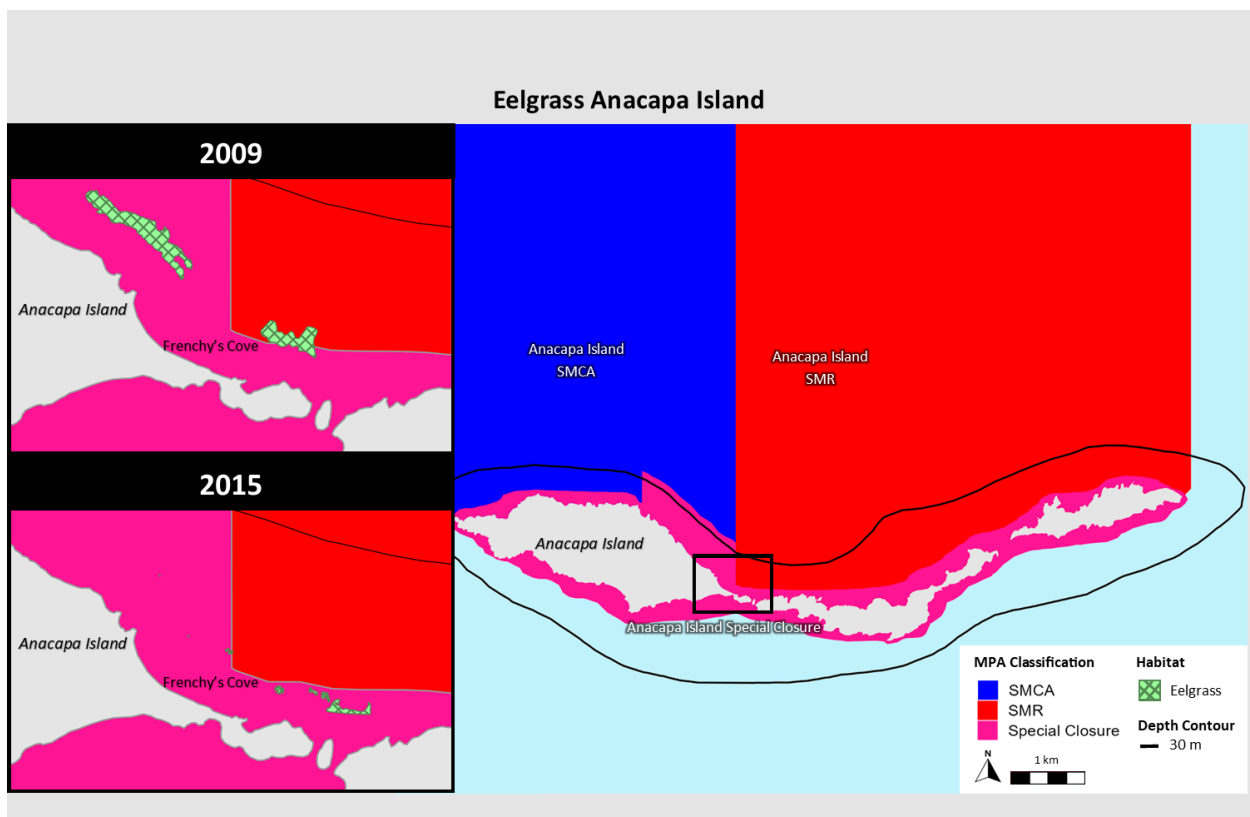 Eelgrass Anacapa Island
2009
Anacapa Island
Frenchy's Cove
2015
Anacapa Island
Frenchy's Cove
Anacapa Island
SMCA
Anacapa Island
SMR
Anacapa Island
Anacapa Island Special Closure
MPA Classification
SMCA
SMR
Special Closure
N
1 km
Habitat
Eelgrass
Depth Contour
30 m